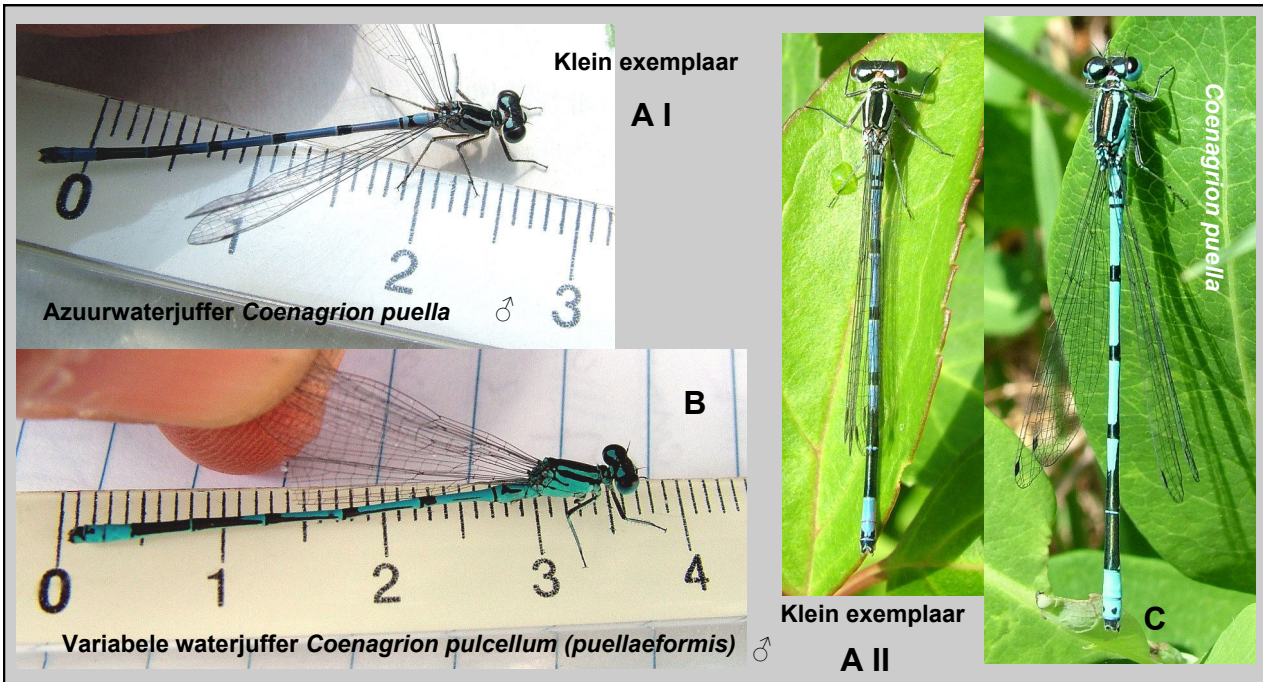 Klein exemplaar
A I
0
1
2
3
Azuurwaterjuffer Coenagrion puella ♂
B
0
1
2
3
4
Variabele waterjuffer Coenagrion pulcellum (puellaeformis) ♂
Klein exemplaar
A II
Coenagrion puella
C